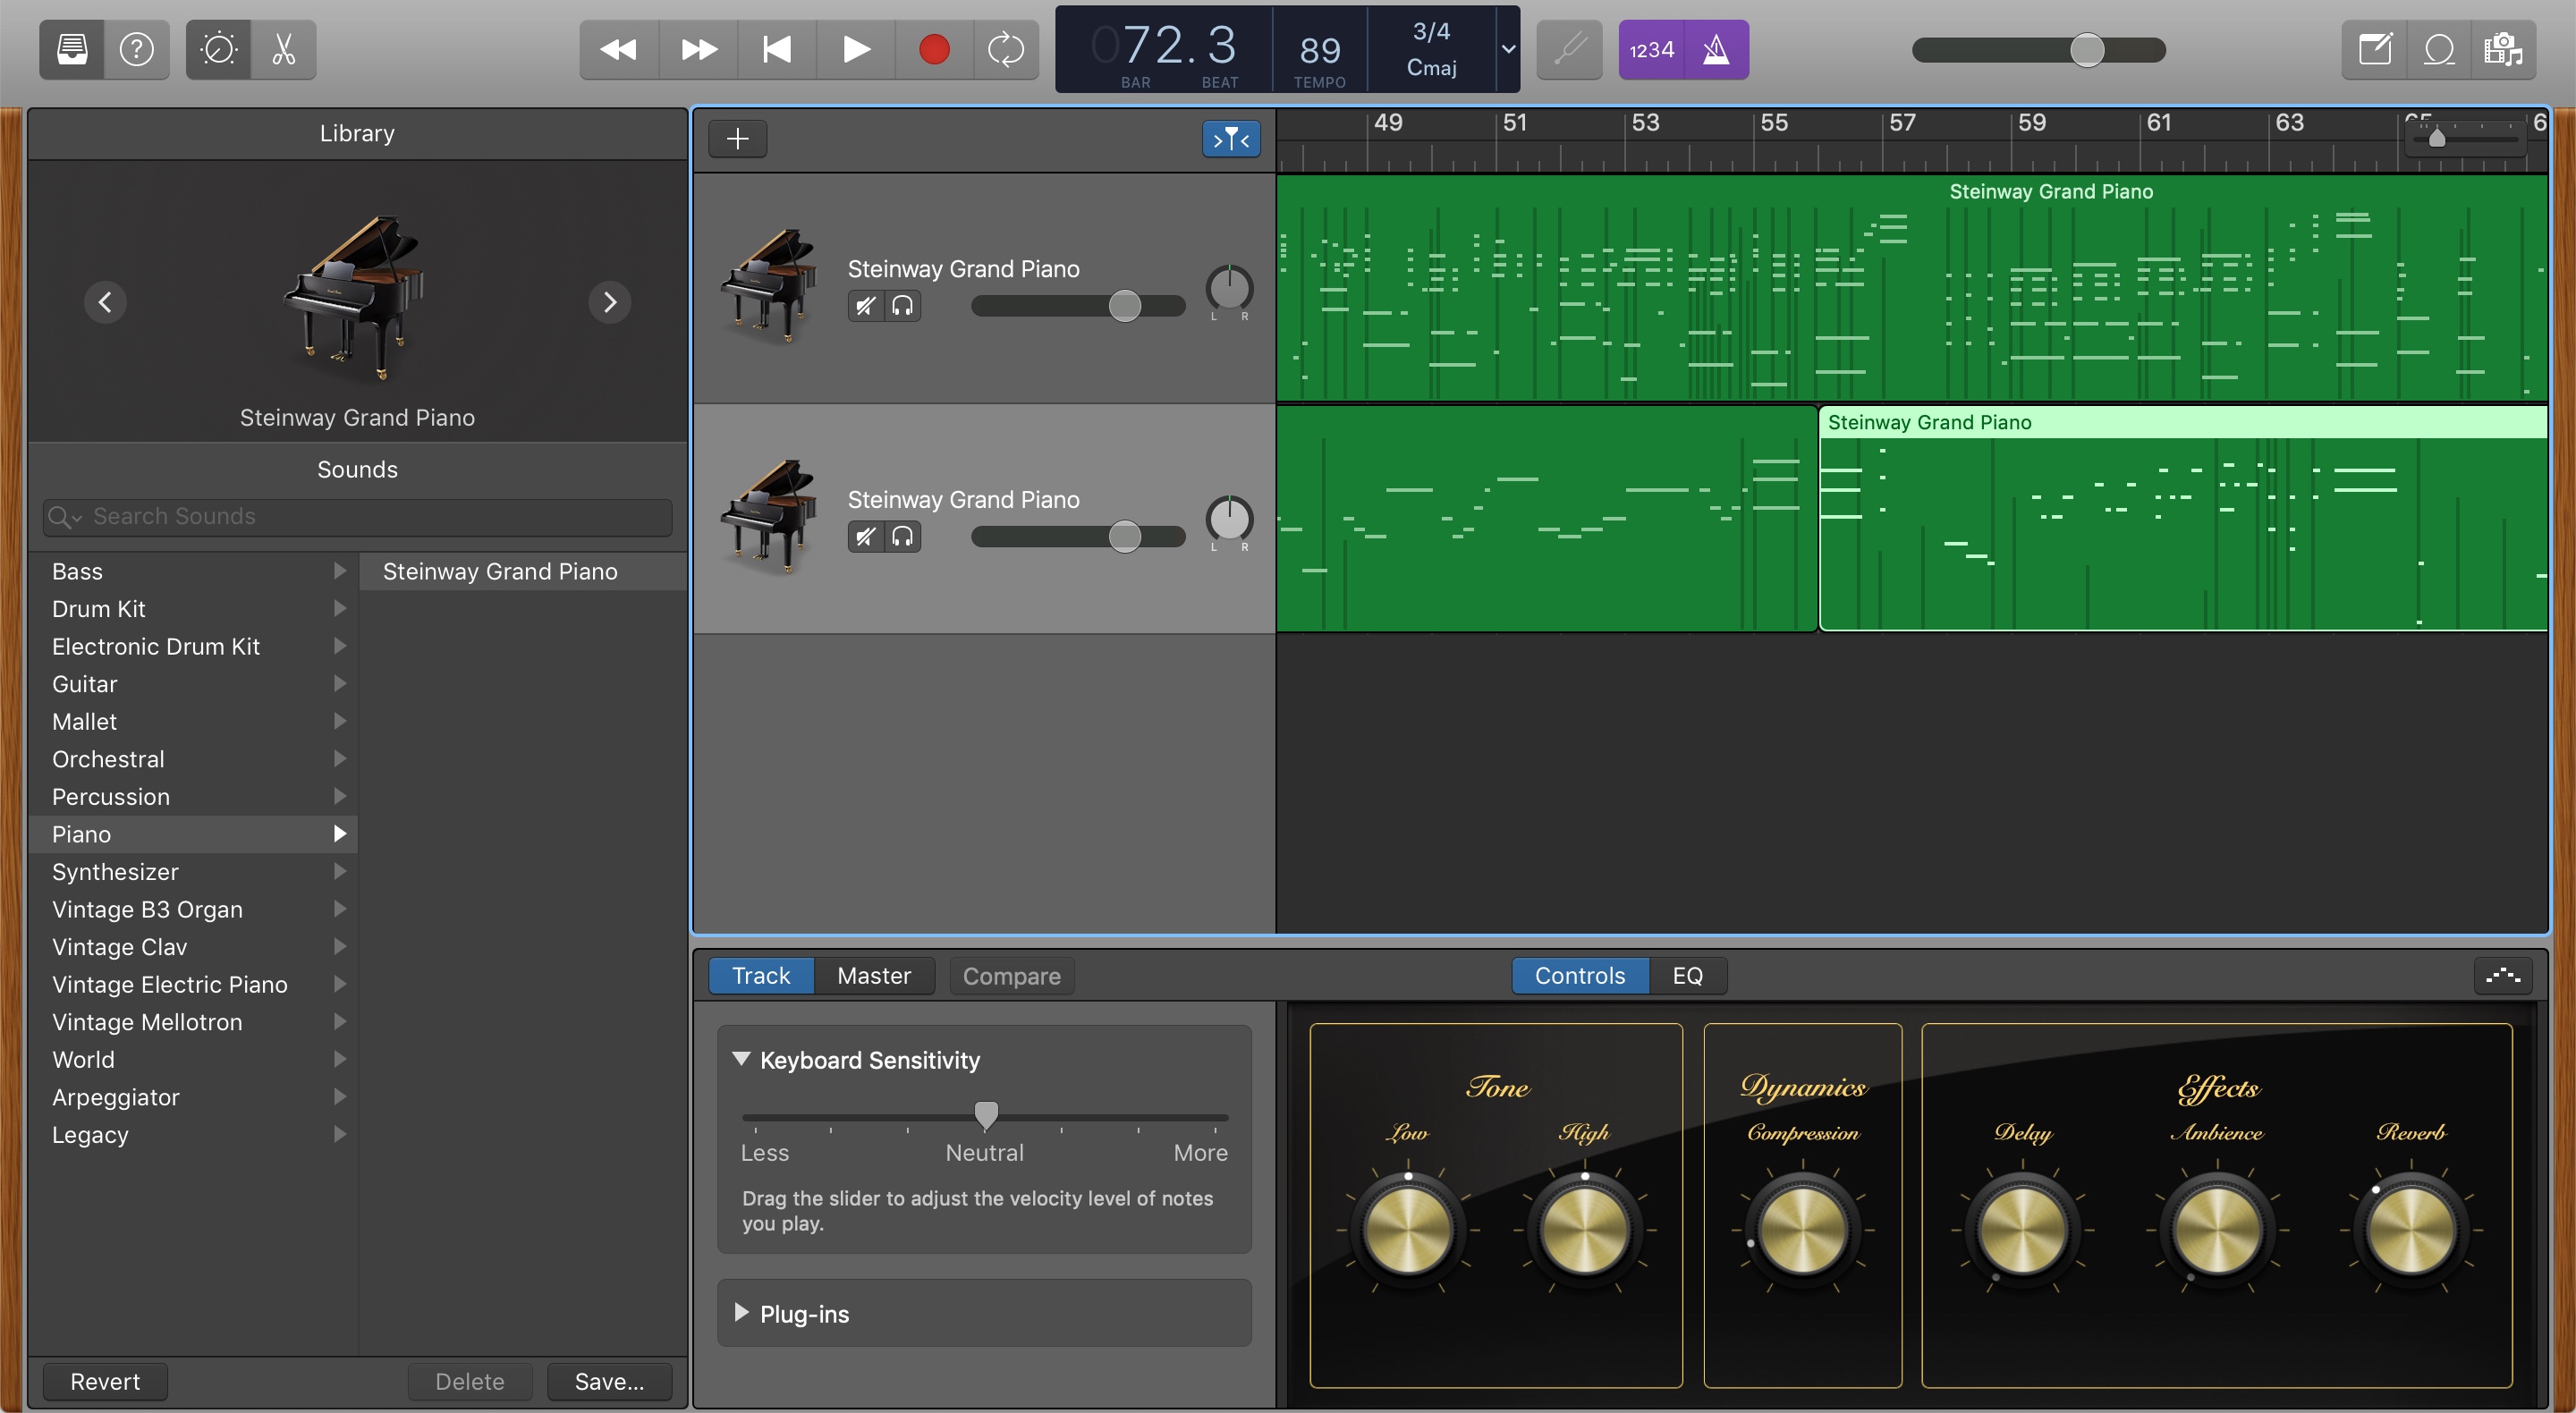 072.3
BAR BEAT
89
TEMPO
3/4
Cmaj
1234
Library
Steinway Grand Piano
Sounds
Search Sounds
Bass
Drum Kit
Electronic Drum Kit
Guitar
Mallet
Orchestral
Percussion
Piano
Synthesizer
Vintage B3 Organ
Vintage Clav
Vintage Electric Piano
Vintage Mellotron
World
Arpeggiator
Legacy
Steinway Grand Piano
Revert
Delete
Save...
49 51 53 55 57 59 61 63
Steinway Grand Piano
L R
Steinway Grand Piano
Steinway Grand Piano
L R
Steinway Grand Piano
Track Master Compare
Controls EQ
Keyboard Sensitivity
Less Neutral More
Drag the slider to adjust the velocity level of notes
you play.
Plug-ins
Tone
Low High
Dynamics
Compression
Effects
Delay Ambience Reverb